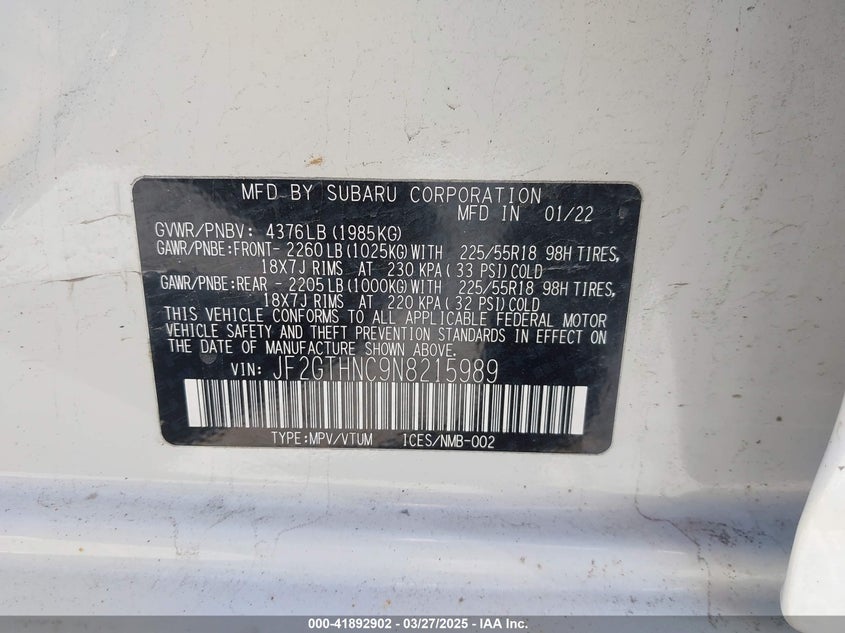 MFD BY SUBARU CORPORATION
MFD IN 01/22
GVWR/PNBV: 4376LB(1985KG)
GAWR/PNBE:FRONT- 2260LB(1025KG)WITH 225/55R18 98H TIRES,
18X7J RIMS AT 230 KPA( 33 PSI)COLD
GAWR/PNBE:REAR - 2205LB(1000KG)WITH 225/55R18 98H TIRES,
18X7J RIMS AT 220 KPA( 32 PSI)COLD
THIS VEHICLE CONFORMS TO ALL APPLICABLE FEDERAL MOTOR
VEHICLE SAFETY AND THEFT PREVENTION STANDARDS IN EFFECT ON
THE DATE OF MANUFACTURE SHOWN ABOVE.
VIN: JF2GTHNC9N8215989
TYPE:MPV/VTUM ICES/NMB-002
000-41892902 - 03/27/2025 - IAA Inc.